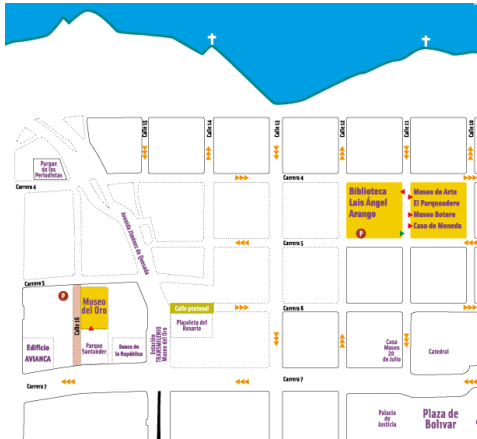 Calle 15
Calle 14
Calle 13
Calle 12
Calle 11
Calle 10
Parque
de los
Periodistas
Carrera 4
Carrera 4
Biblioteca
Luis Ángel
Arango
P
Museo de Arte
El Parqueadero
Museo Botero
Casa de Moneda
Avenida Jiménez de Quesada
Carrera 5
Carrera 5
P
Museo
del Oro
Calle 16
Calle peatonal
Plazoleta del
Rosario
Carrera 6
Estación
TRANSMILENIO
Museo del Oro
Edificio
AVIANCA
Parque
Santander
Banco de
la República
Casa
Museo
20
de Julio
Catedral
Carrera 7
Carrera 7
Palacio
de
Justicia
Plaza de
Bolívar